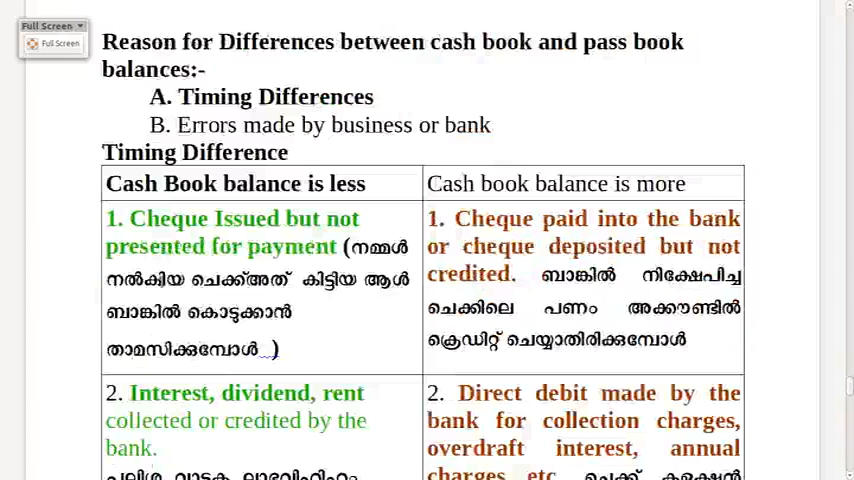 Full Screen
Full Screen
Reason for Differences between cash book and pass book
balances:-
A. Timing Differences
B. Errors made by business or bank
Timing Difference
Cash Book balance is less
Cash book balance is more
1. Cheque Issued but not
presented for payment (നമ്മൾ
നൽകിയ ചെക്ക്അത് കിട്ടിയ ആൾ
ബാങ്കിൽ കൊടുക്കാൻ
താമസിക്കുമ്പോൾ )
1. Cheque paid into the bank
or cheque deposited but not
credited. ബാങ്കിൽ നിക്ഷേപിച്ച
ചെക്കിലെ പണം അക്കൗണ്ടിൽ
ക്രെഡിറ്റ് ചെയ്യാതിരിക്കുമ്പോൾ
2. Interest, dividend, rent
collected or credited by the
bank.
2. Direct debit made by the
bank for collection charges,
overdraft interest, annual
charges etc ചെക്ക് കളക്ഷൻ